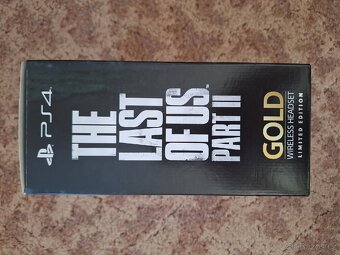 PS4
THE
LAST
OF US
PART II
GOLD
WIRELESS HEADSET
LIMITED EDITION